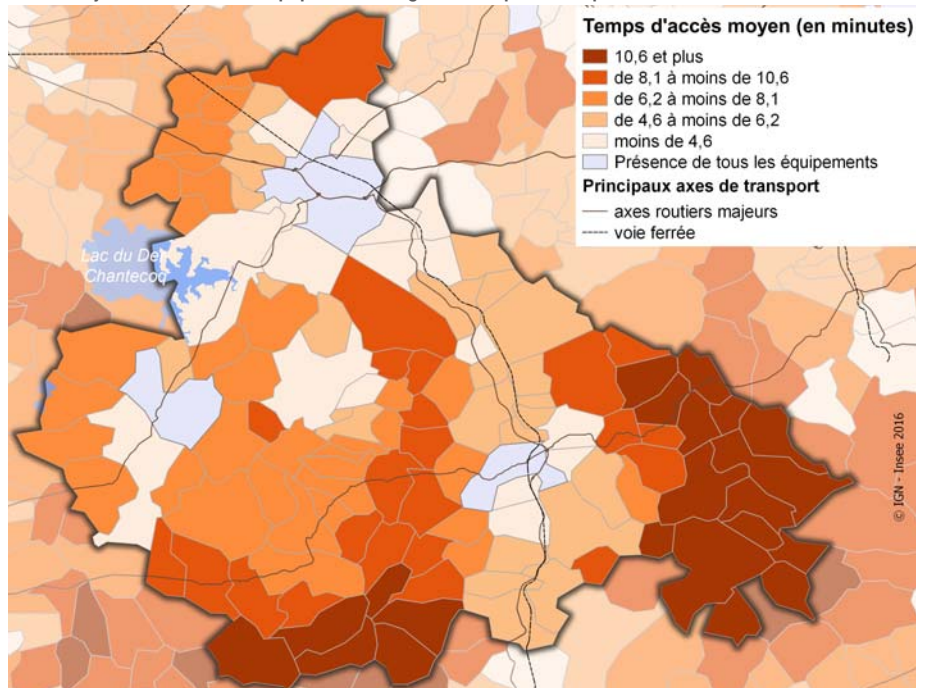 Temps d'accès moyen (en minutes)
10,6 et plus
de 8,1 à moins de 10,6
de 6,2 à moins de 8,1
de 4,6 à moins de 6,2
moins de 4,6
Présence de tous les équipements
Principaux axes de transport
axes routiers majeurs
voie ferrée
Lac du Der
Chantecoq
© IGN - Insee 2016